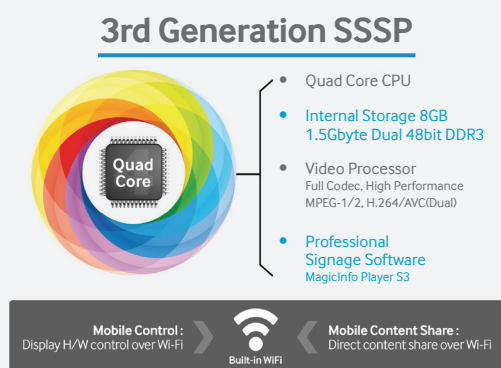 3rd Generation SSSP
Quad
Core
Quad Core CPU
Internal Storage 8GB
1.5Gbyte Dual 48bit DDR3
Video Processor
Full Codec, High Performance
MPEG-1/2, H.264/AVC(Dual)
Professional
Signage Software
MagicInfo Player S3
Mobile Control :
Display H/W control over Wi-Fi
Built-in WiFi
Mobile Content Share :
Direct content share over Wi-Fi